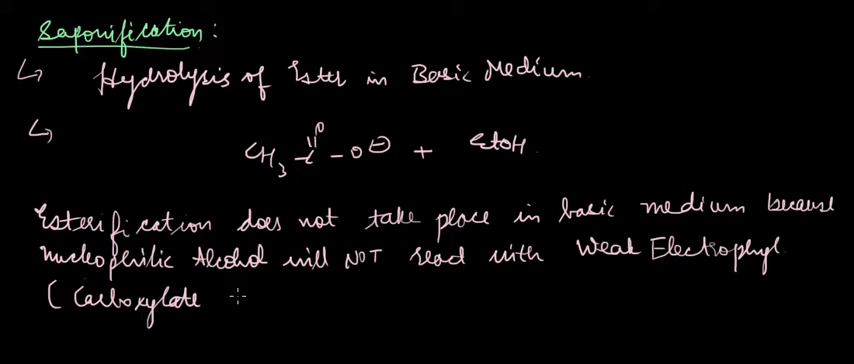 Saponification:
↳ Hydrolysis of Ester in Basic Medium
↳ CH3-C(=O)-O⊖ + EtOH
Esterification does not take place in basic medium because
nucleophilic Alcohol will NOT react with Weak Electrophyl
( Carboxylate